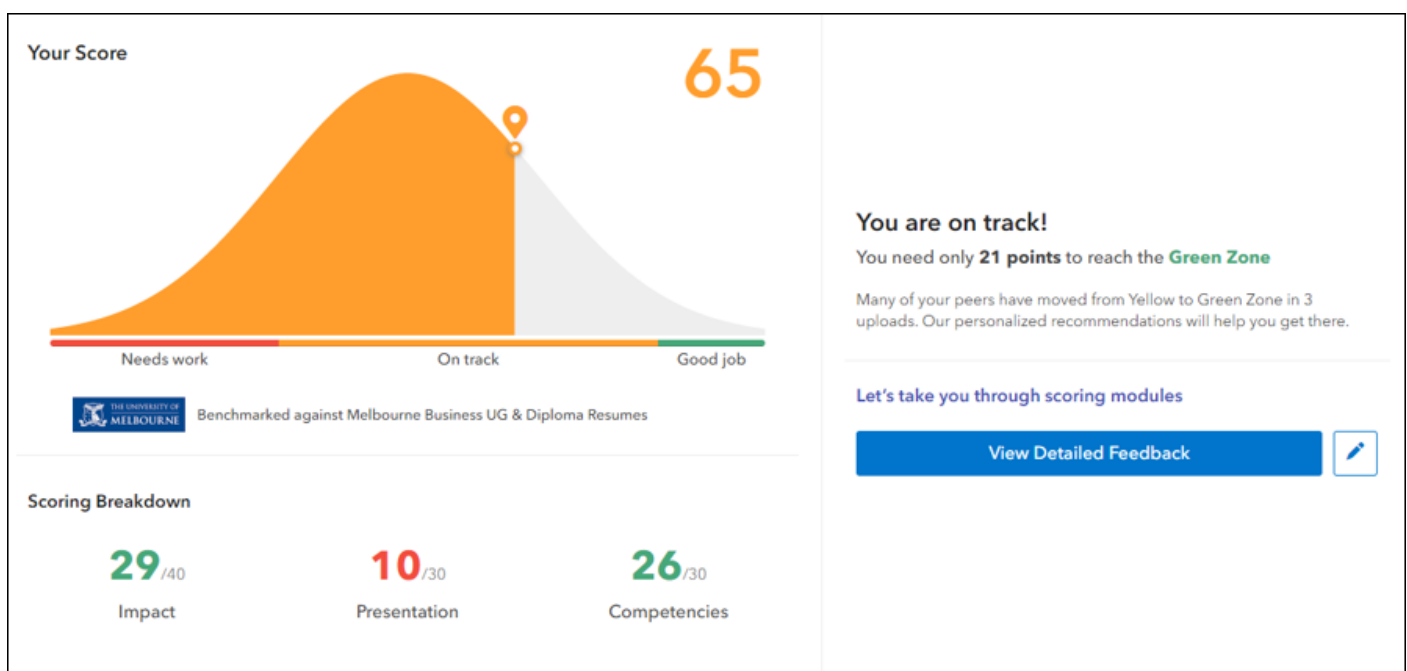 Your Score
65
Needs work
On track
Good job
THE UNIVERSITY OF
MELBOURNE
Benchmarked against Melbourne Business UG & Diploma Resumes
Scoring Breakdown
29/40
10/30
26/30
Impact
Presentation
Competencies
You are on track!
You need only 21 points to reach the Green Zone
Many of your peers have moved from Yellow to Green Zone in 3
uploads. Our personalized recommendations will help you get there.
Let's take you through scoring modules
View Detailed Feedback